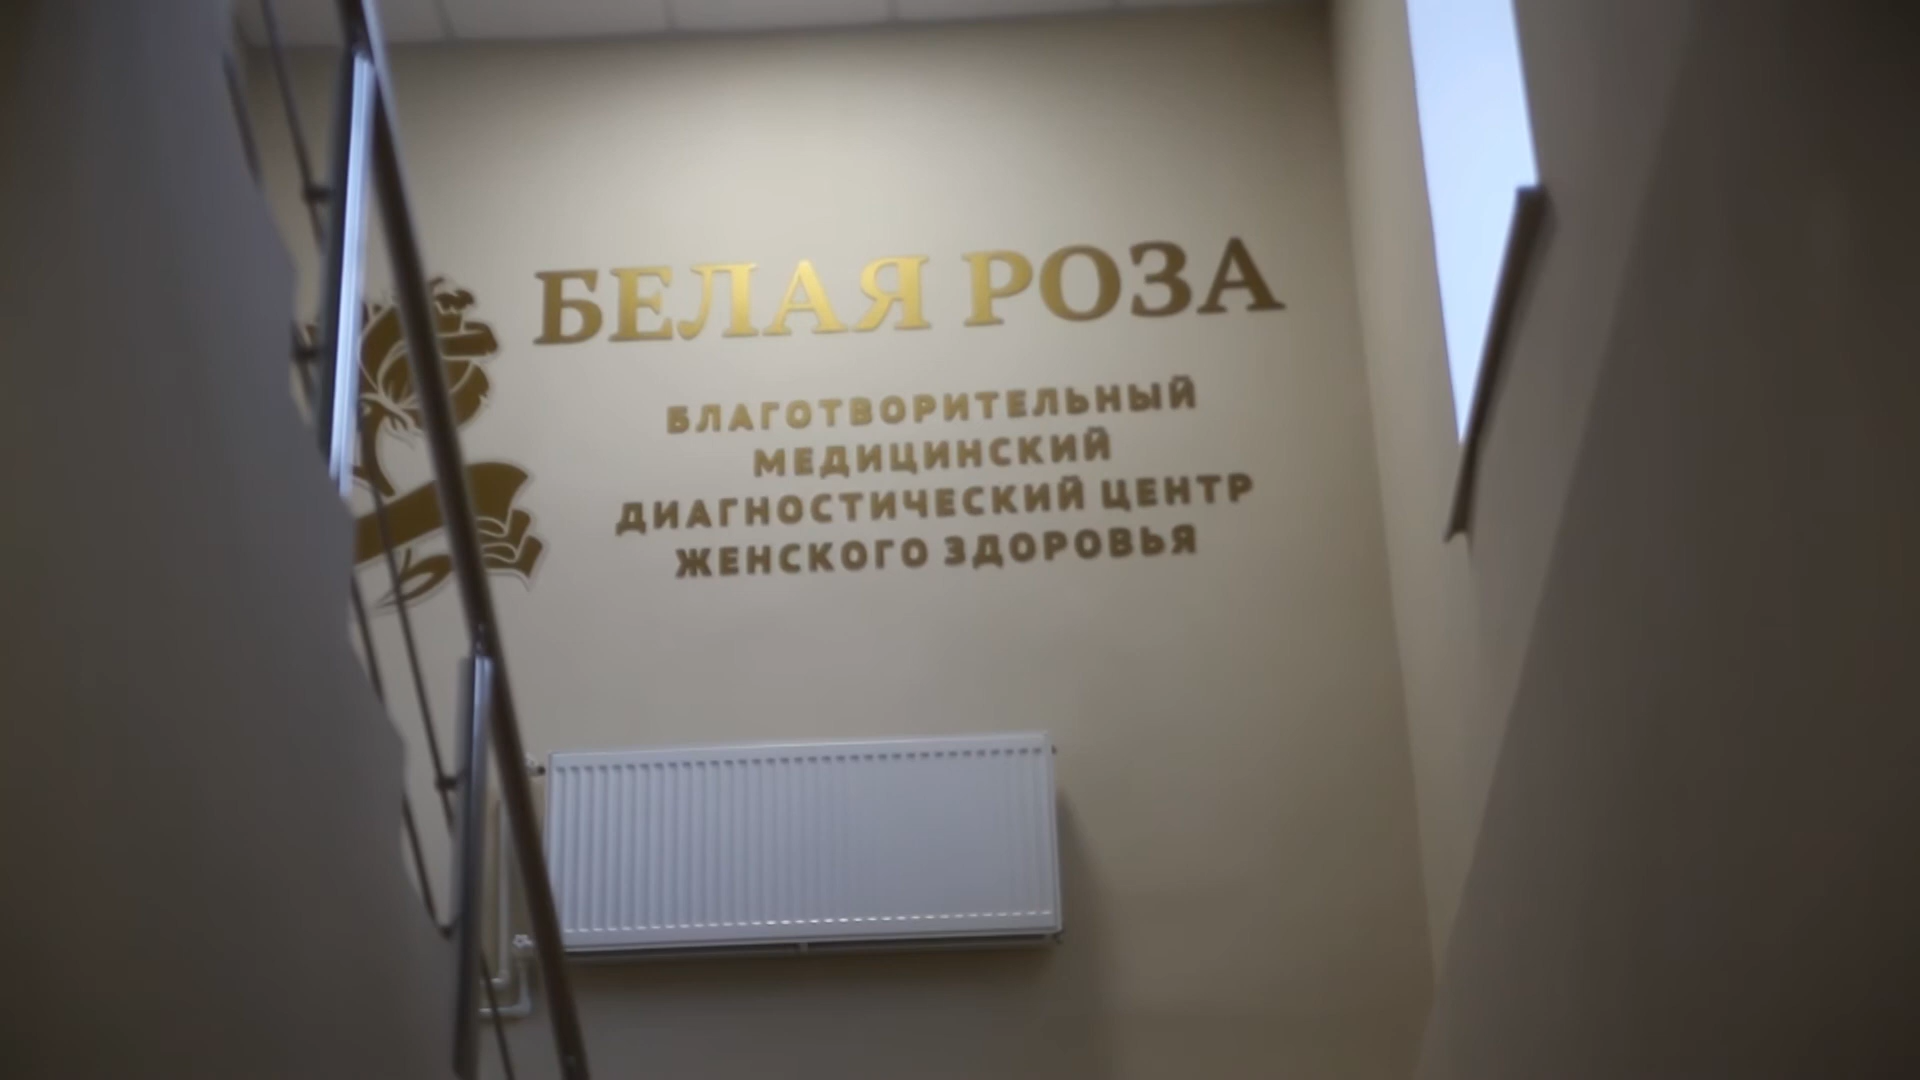 БЕЛАЯ РОЗА
БЛАГОТВОРИТЕЛЬНЫЙ
МЕДИЦИНСКИЙ
ДИАГНОСТИЧЕСКИЙ ЦЕНТР
ЖЕНСКОГО ЗДОРОВЬЯ